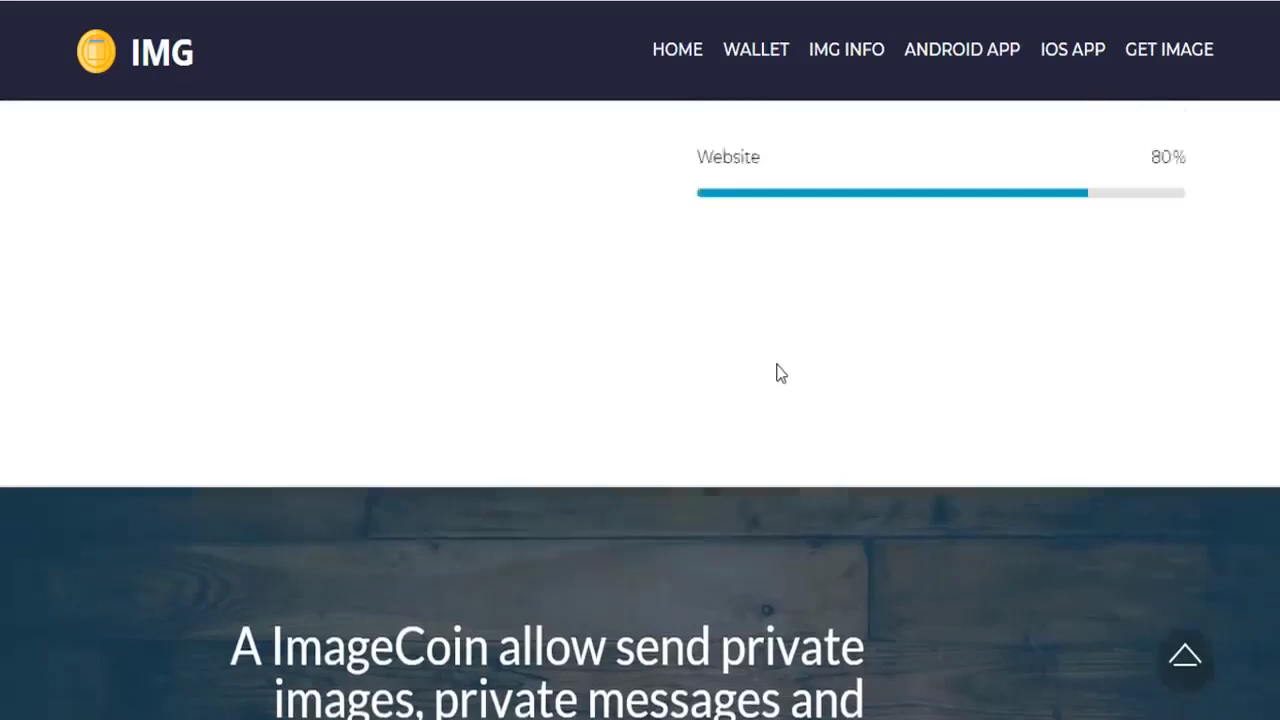 IMG
HOME WALLET IMG INFO ANDROID APP IOS APP GET IMAGE
Website 80%
A ImageCoin allow send private
images, private messages and